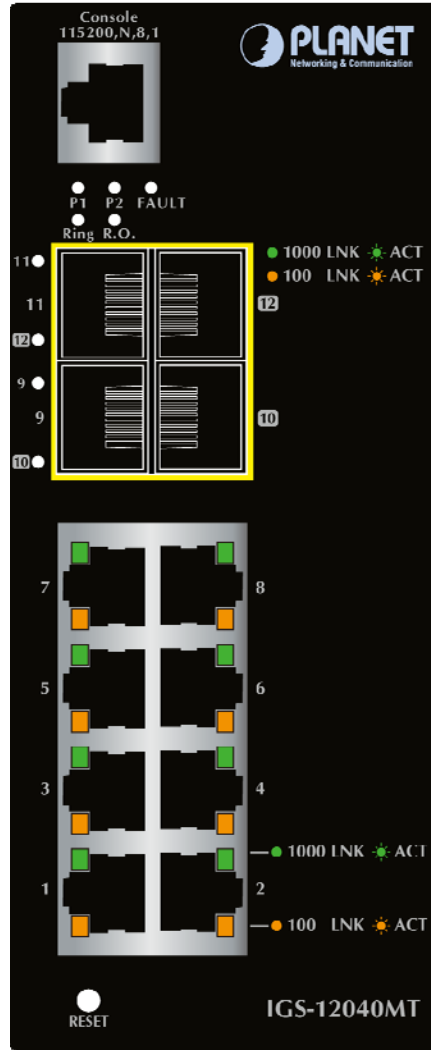 Console
115200,N,8,1
PLANET
Networking & Communication
P1 P2 FAULT
Ring R.O.
1000 LNK ACT
100 LNK ACT
11
11
12
12
9
9
10
10
7
8
5
6
3
4
1000 LNK ACT
1
2
100 LNK ACT
RESET
IGS-12040MT